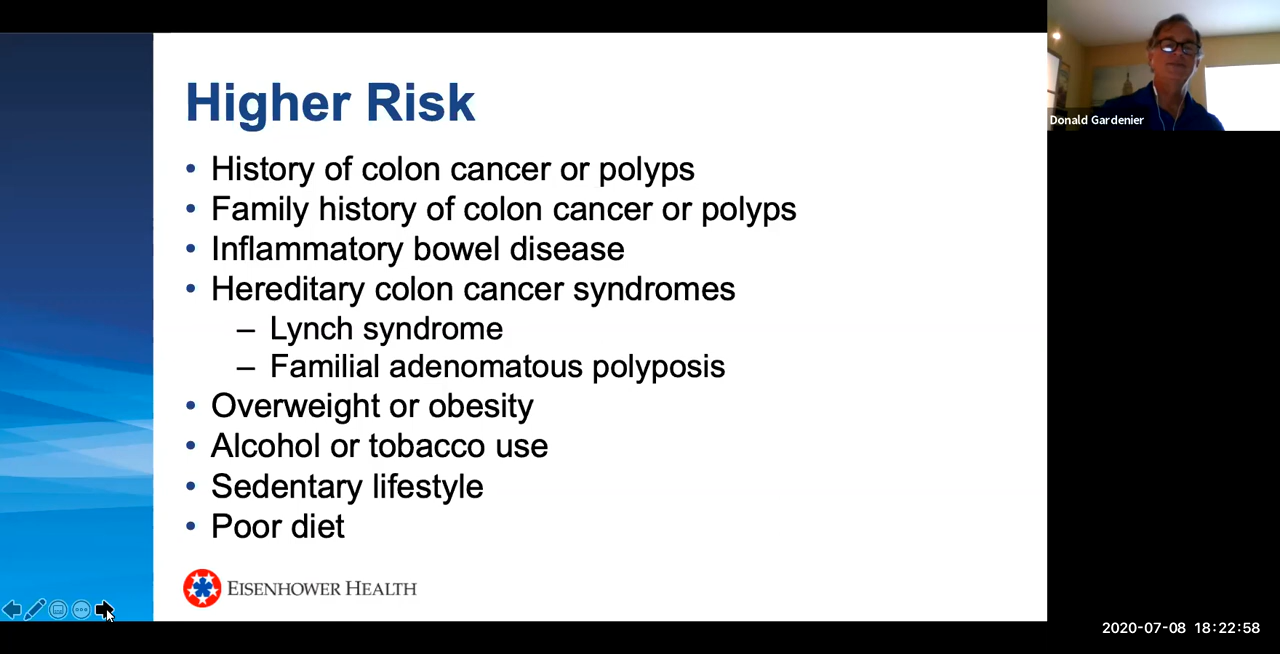 Higher Risk
• History of colon cancer or polyps
• Family history of colon cancer or polyps
• Inflammatory bowel disease
• Hereditary colon cancer syndromes
– Lynch syndrome
– Familial adenomatous polyposis
• Overweight or obesity
• Alcohol or tobacco use
• Sedentary lifestyle
• Poor diet
EISENHOWER HEALTH
Donald Gardenier
2020-07-08 18:22:58